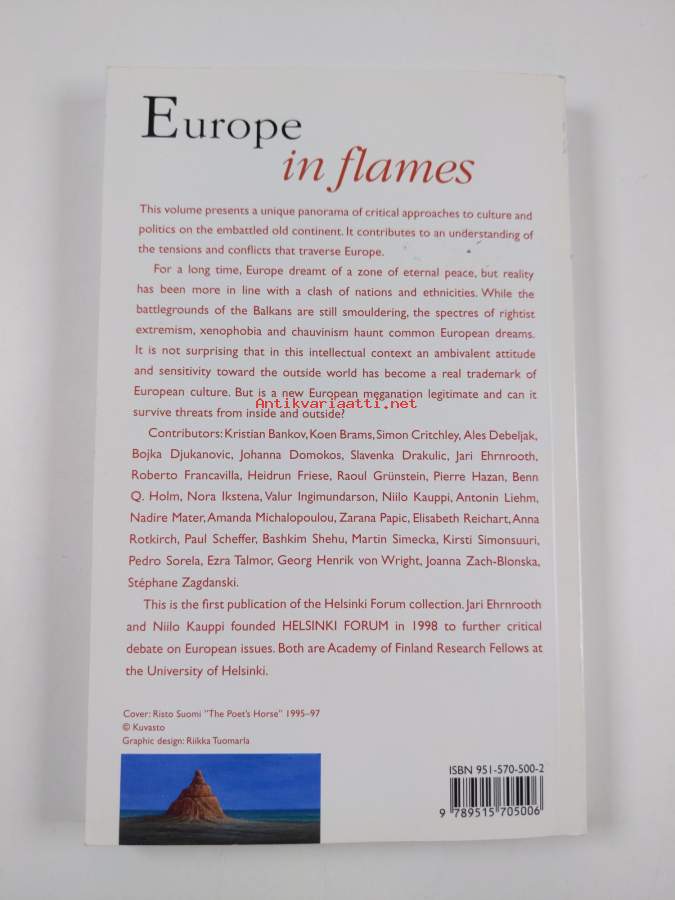 Europe
in flames
This volume presents a unique panorama of critical approaches to culture and
politics on the embattled old continent. It contributes to an understanding of
the tensions and conflicts that traverse Europe.
For a long time, Europe dreamt of a zone of eternal peace, but reality
has been more in line with a clash of nations and ethnicities. While the
battlegrounds of the Balkans are still smouldering, the spectres of rightist
extremism, xenophobia and chauvinism haunt common European dreams.
It is not surprising that in this intellectual context an ambivalent attitude
and sensitivity toward the outside world has become a real trademark of
European culture. But is a new European meganation legitimate and can it
Antikvariaatti.net
survive threats from inside and outside?
Contributors: Kristian Bankov, Koen Brams, Simon Critchley, Ales Debeljak,
Bojka Djukanovic, Johanna Domokos, Slavenka Drakulic, Jari Ehrnrooth,
Roberto Francavilla, Heidrun Friese, Raoul Grünstein, Pierre Hazan, Benn
Q. Holm, Nora Ikstena, Valur Ingimundarson, Niilo Kauppi, Antonin Liehm,
Nadire Mater, Amanda Michalopoulou, Zarana Papic, Elisabeth Reichart, Anna
Rotkirch, Paul Scheffer, Bashkim Shehu, Martin Simecka, Kirsti Simonsuuri,
Pedro Sorela, Ezra Talmor, Georg Henrik von Wright, Joanna Zach-Blonska,
Stéphane Zagdanski.
This is the first publication of the Helsinki Forum collection. Jari Ehrnrooth
and Niilo Kauppi founded HELSINKI FORUM in 1998 to further critical
debate on European issues. Both are Academy of Finland Research Fellows at
the University of Helsinki.
Cover: Risto Suomi "The Poet's Horse" 1995–97
© Kuvasto
Graphic design: Riikka Tuomarla
ISBN 951-570-500-2
9 789515 705006